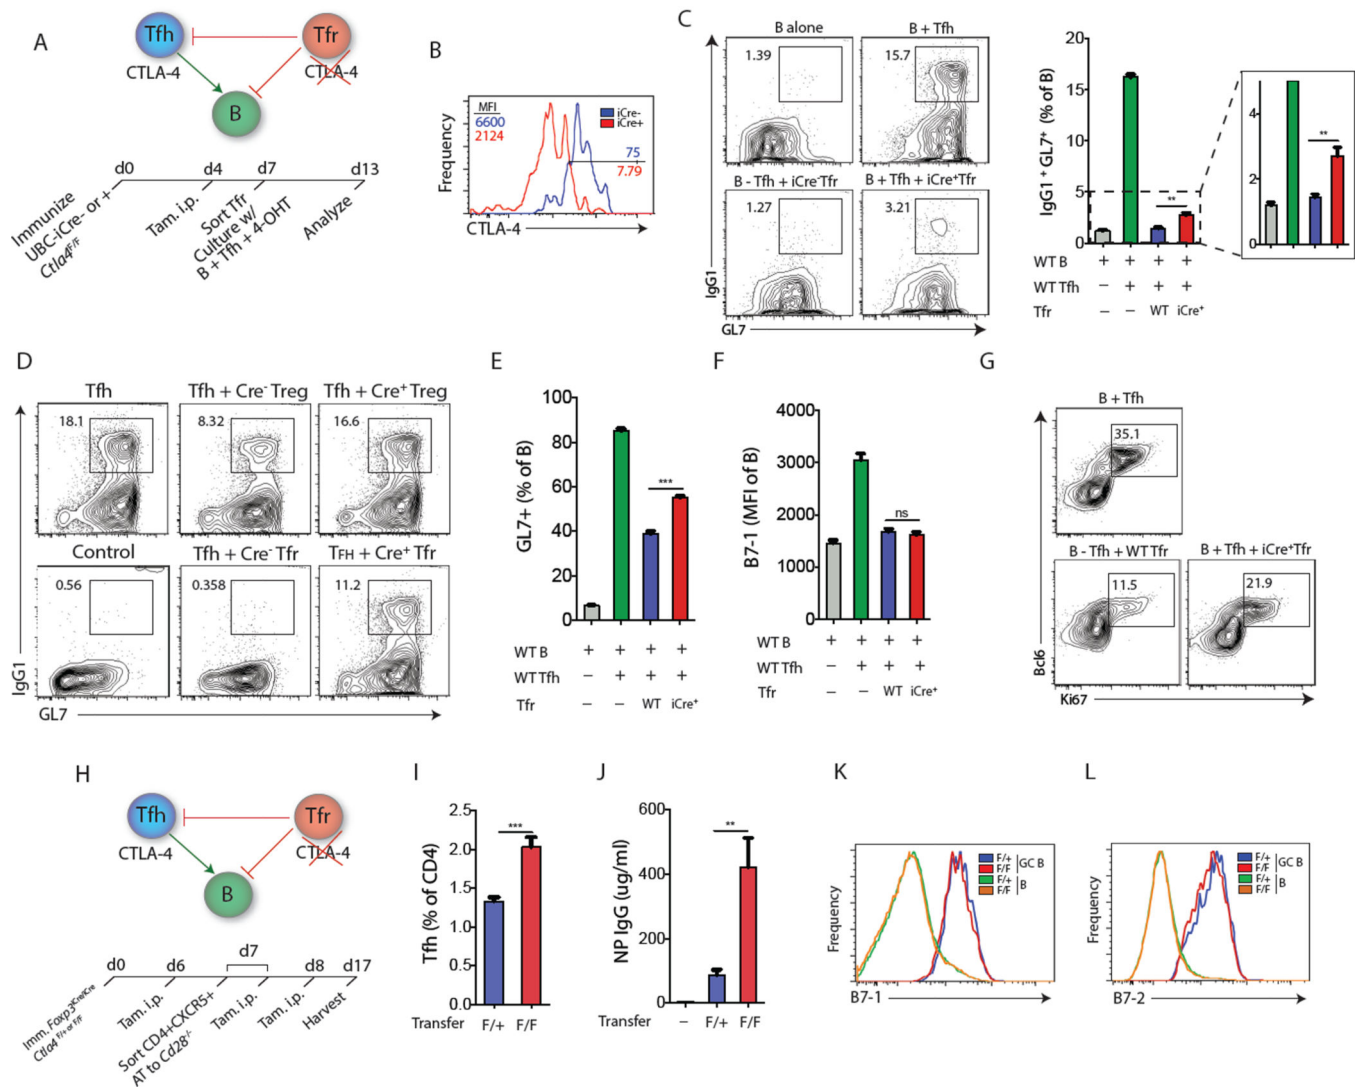 A
Tfh
Tfr
CTLA-4
CTLA-4
B
d0
d4
d7
d13
Immunize
UBC-iCre- or +
Ctla4F/F
Tam. i.p.
Sort Tfr
Culture w/
B + Tfh + 4-OHT
Analyze
B
MFI
6600
2124
iCre-
iCre+
75
7.79
Frequency
CTLA-4
C
B alone
B + Tfh
1.39
15.7
B - Tfh + iCre-Tfr
B + Tfh + iCre+Tfr
1.27
3.21
IgG1
GL7
IgG1 + GL7+ (% of B)
20
15
10
5
0
**
WT B + + + +
WT Tfh – + + +
Tfr – – WT iCre+
4
2
0
**
D
Tfh
Tfh + Cre- Treg
Tfh + Cre+ Treg
18.1
8.32
16.6
Control
Tfh + Cre- Tfr
TFH + Cre+ Tfr
0.56
0.358
11.2
IgG1
GL7
E
GL7+ (% of B)
100
80
60
40
20
0
***
WT B + + + +
WT Tfh – + + +
Tfr – – WT iCre+
F
B7-1 (MFI of B)
4000
3000
2000
1000
0
ns
WT B + + + +
WT Tfh – + + +
Tfr – – WT iCre+
G
B + Tfh
35.1
B - Tfh + WT Tfr
B + Tfh + iCre+Tfr
11.5
21.9
Bcl6
Ki67
H
Tfh
Tfr
CTLA-4
CTLA-4
B
d0
d6
d7
d8
d17
Imm. Foxp3iCre/iCre
Ctla4 F/+ or F/F
Tam. i.p.
Sort CD4+CXCR5+
AT to Cd28-/-
Tam. i.p.
Tam. i.p.
Harvest
I
Tfh (% of CD4)
2.5
2.0
1.5
1.0
0.5
0.0
***
Transfer F/+ F/F
J
NP IgG (ug/ml)
600
400
200
0
**
Transfer – F/+ F/F
K
F/+
F/F
GC B
F/+
F/F
B
Frequency
B7-1
L
F/+
F/F
GC B
F/+
F/F
B
Frequency
B7-2